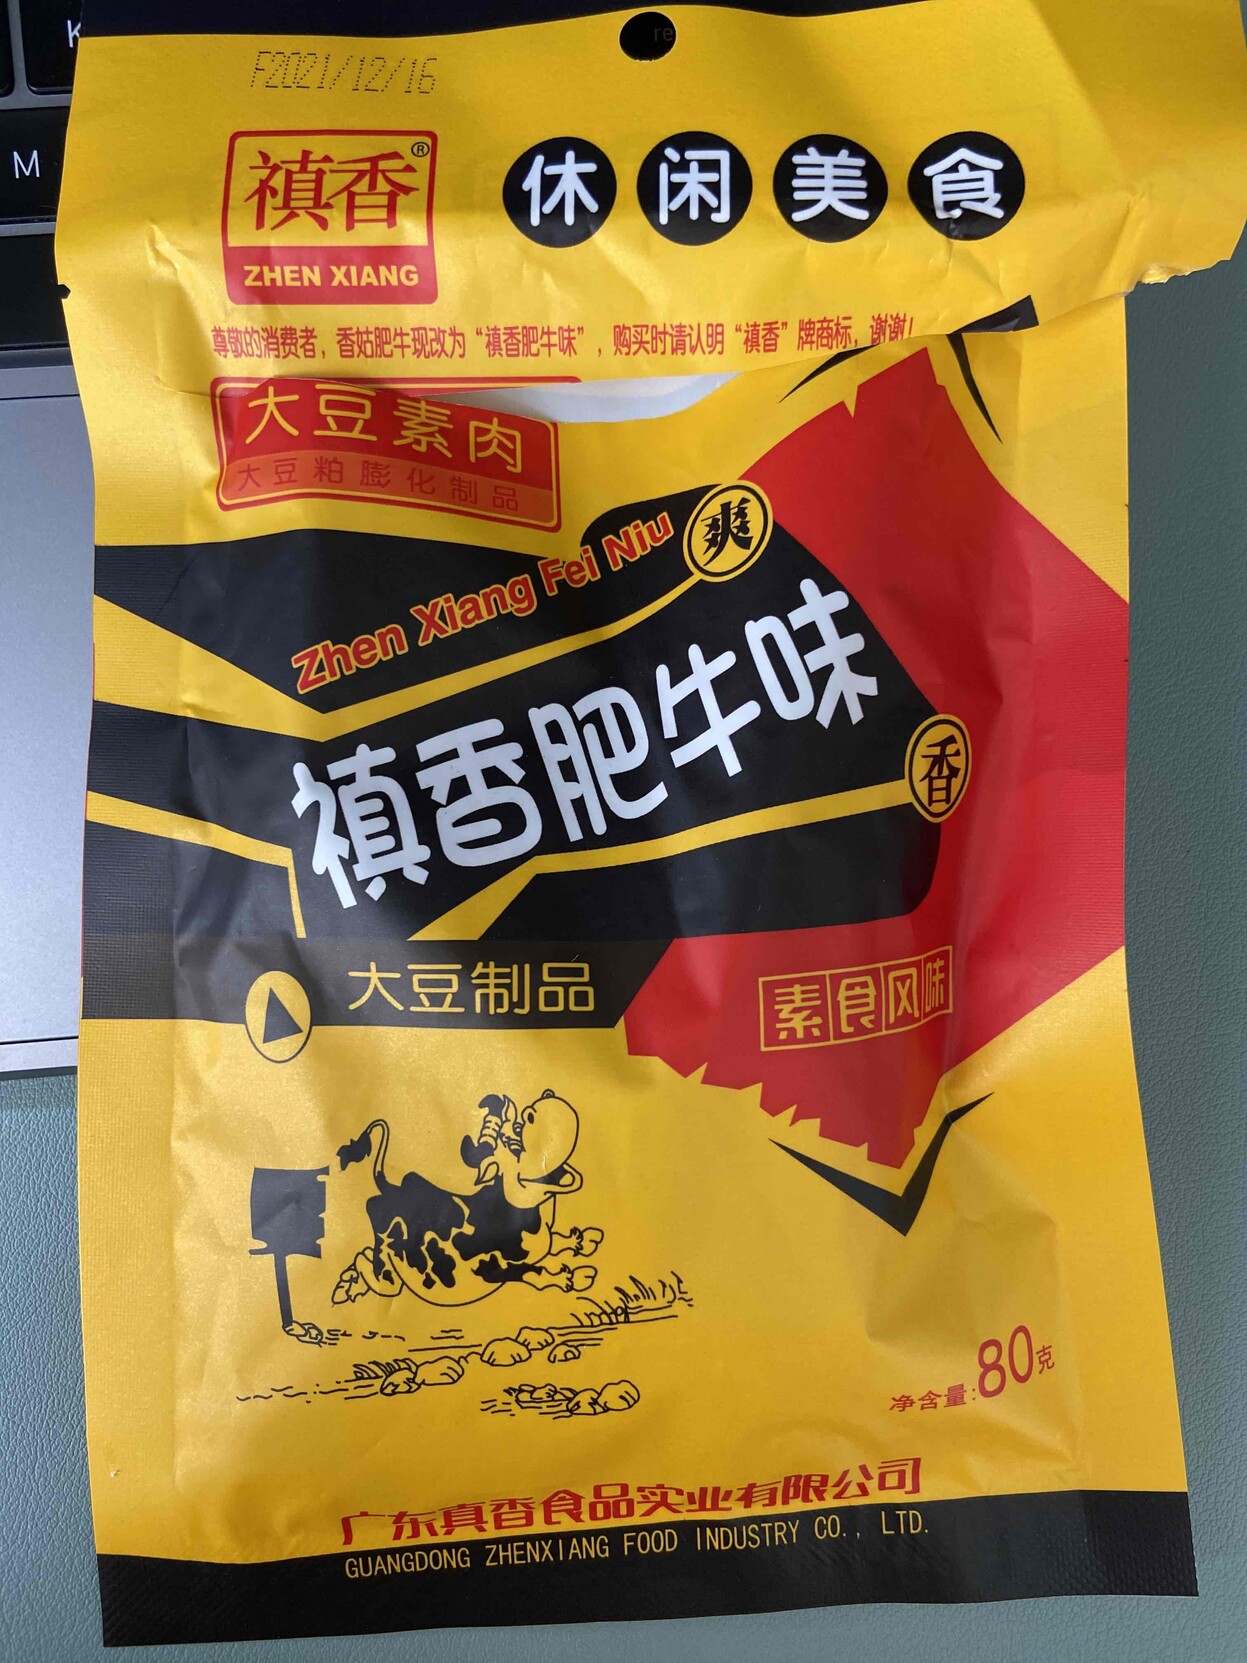 K
M
re
F2021/12/16
禛香®
ZHEN XIANG
休闲美食
尊敬的消费者，香姑肥牛现改为“禛香肥牛味”，购买时请认明“禛香”牌商标，谢谢！
大豆素肉
大豆粕膨化制品
Zhen Xiang Fei Niu
爽
禛香肥牛味
香
大豆制品
素食风味
净含量:80克
广东真香食品实业有限公司
GUANGDONG ZHENXIANG FOOD INDUSTRY CO., LTD.